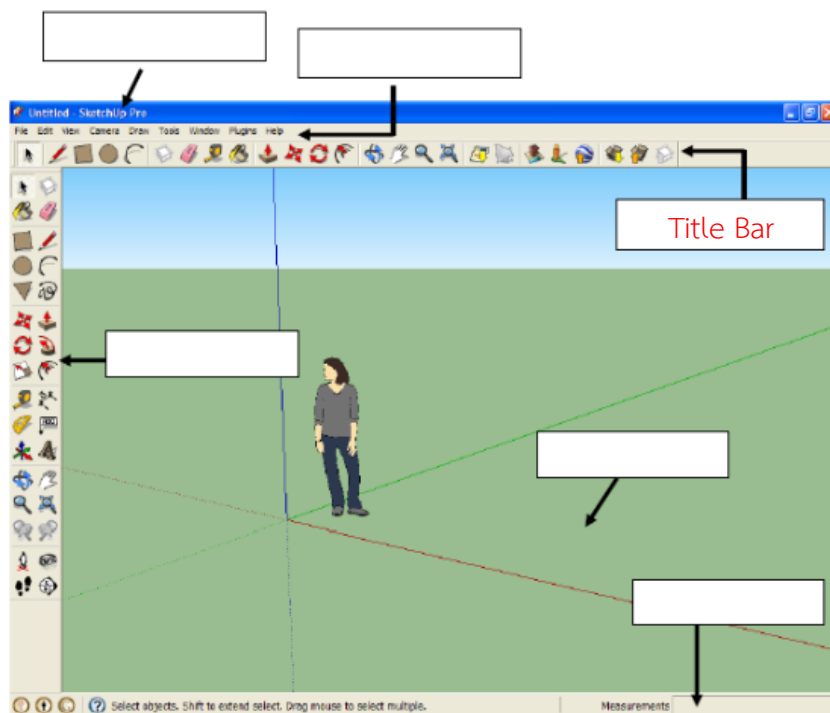 Untitled - SketchUp Pro
File Edit View Camera Draw Tools Window Plugins Help
Title Bar
Select objects. Shift to extend select. Drag mouse to select multiple.
Measurements